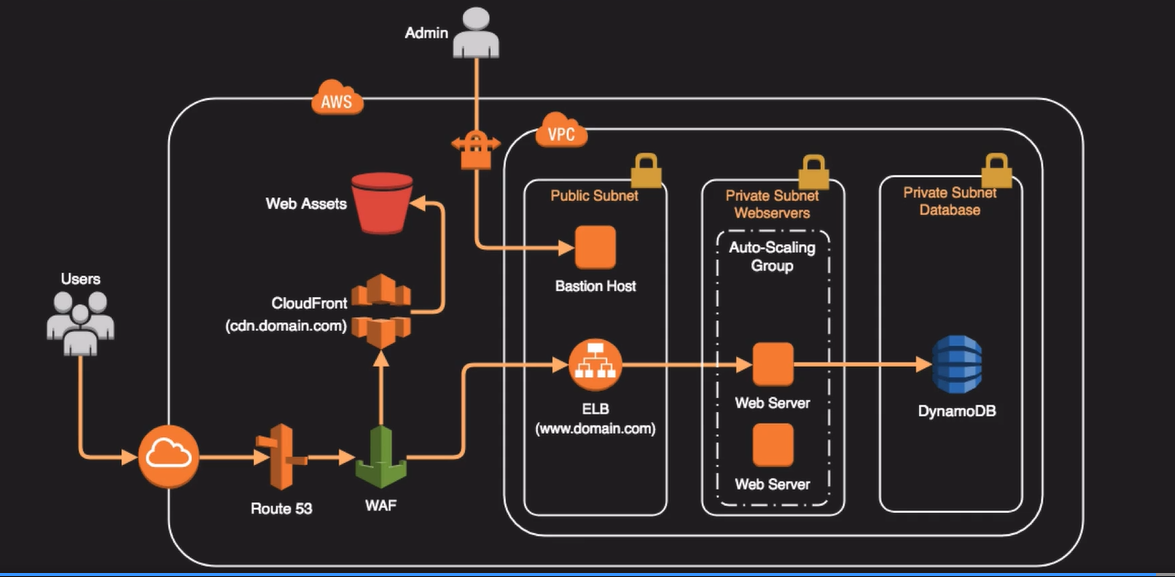 Admin
AWS
VPC
Public Subnet
Private Subnet
Webservers
Private Subnet
Database
Web Assets
Auto-Scaling
Group
Users
Bastion Host
CloudFront
(cdn.domain.com)
Web Server
ELB
(www.domain.com)
DynamoDB
Web Server
Route 53
WAF